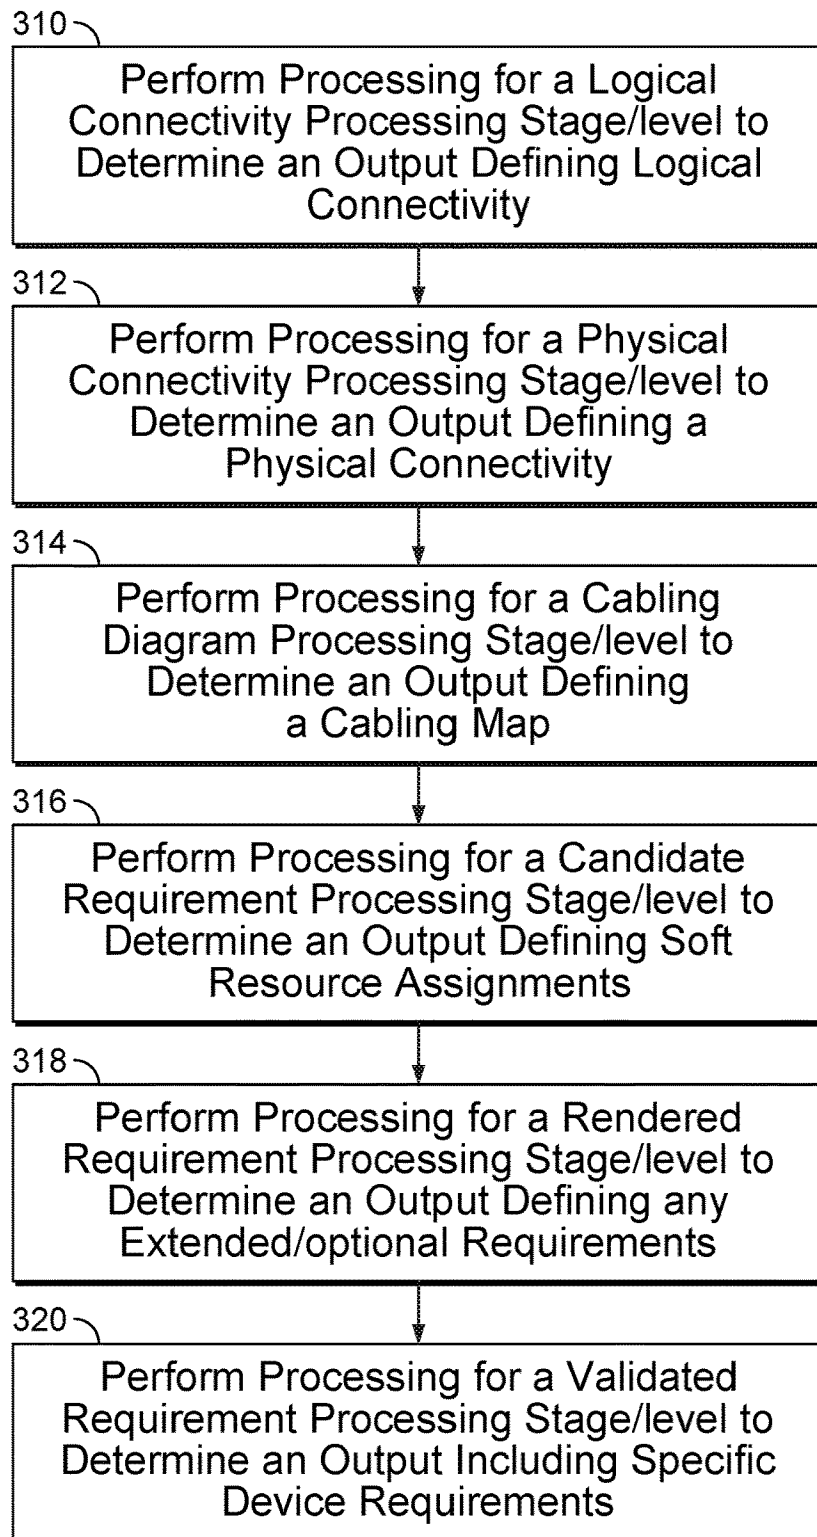 310
Perform Processing for a Logical
Connectivity Processing Stage/level to
Determine an Output Defining Logical
Connectivity
312
Perform Processing for a Physical
Connectivity Processing Stage/level to
Determine an Output Defining a
Physical Connectivity
314
Perform Processing for a Cabling
Diagram Processing Stage/level to
Determine an Output Defining
a Cabling Map
316
Perform Processing for a Candidate
Requirement Processing Stage/level to
Determine an Output Defining Soft
Resource Assignments
318
Perform Processing for a Rendered
Requirement Processing Stage/level to
Determine an Output Defining any
Extended/optional Requirements
320
Perform Processing for a Validated
Requirement Processing Stage/level to
Determine an Output Including Specific
Device Requirements